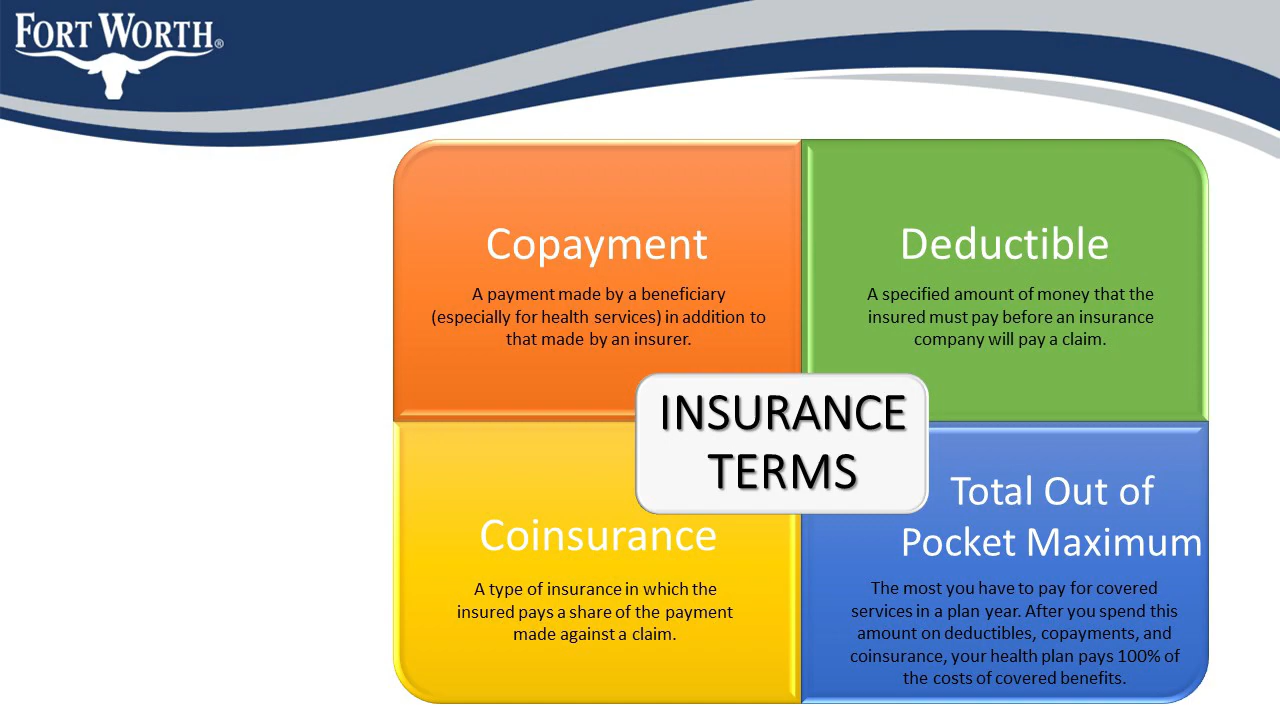 FORT WORTH®
Copayment
A payment made by a beneficiary
(especially for health services) in addition to
that made by an insurer.
Deductible
A specified amount of money that the
insured must pay before an insurance
company will pay a claim.
INSURANCE
TERMS
Coinsurance
A type of insurance in which the
insured pays a share of the payment
made against a claim.
Total Out of
Pocket Maximum
The most you have to pay for covered
services in a plan year. After you spend this
amount on deductibles, copayments, and
coinsurance, your health plan pays 100% of
the costs of covered benefits.